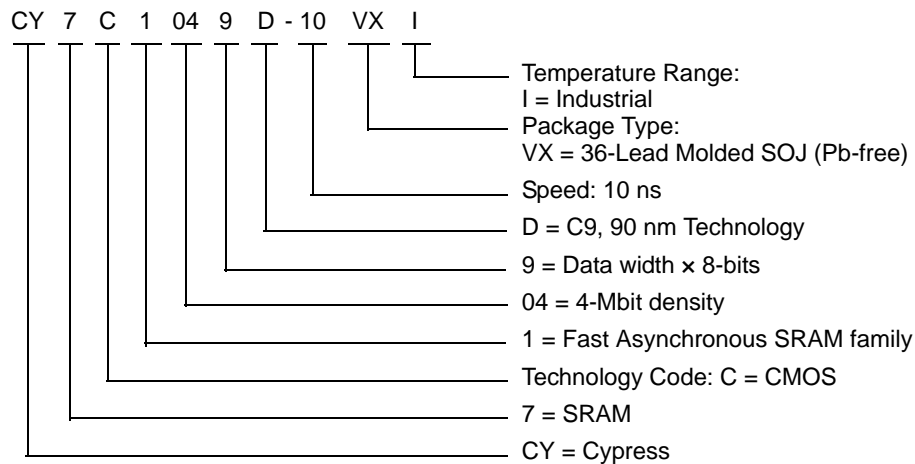 CY 7 C 1 04 9 D - 10 VX I
Temperature Range:
I = Industrial
Package Type:
VX = 36-Lead Molded SOJ (Pb-free)
Speed: 10 ns
D = C9, 90 nm Technology
9 = Data width × 8-bits
04 = 4-Mbit density
1 = Fast Asynchronous SRAM family
Technology Code: C = CMOS
7 = SRAM
CY = Cypress